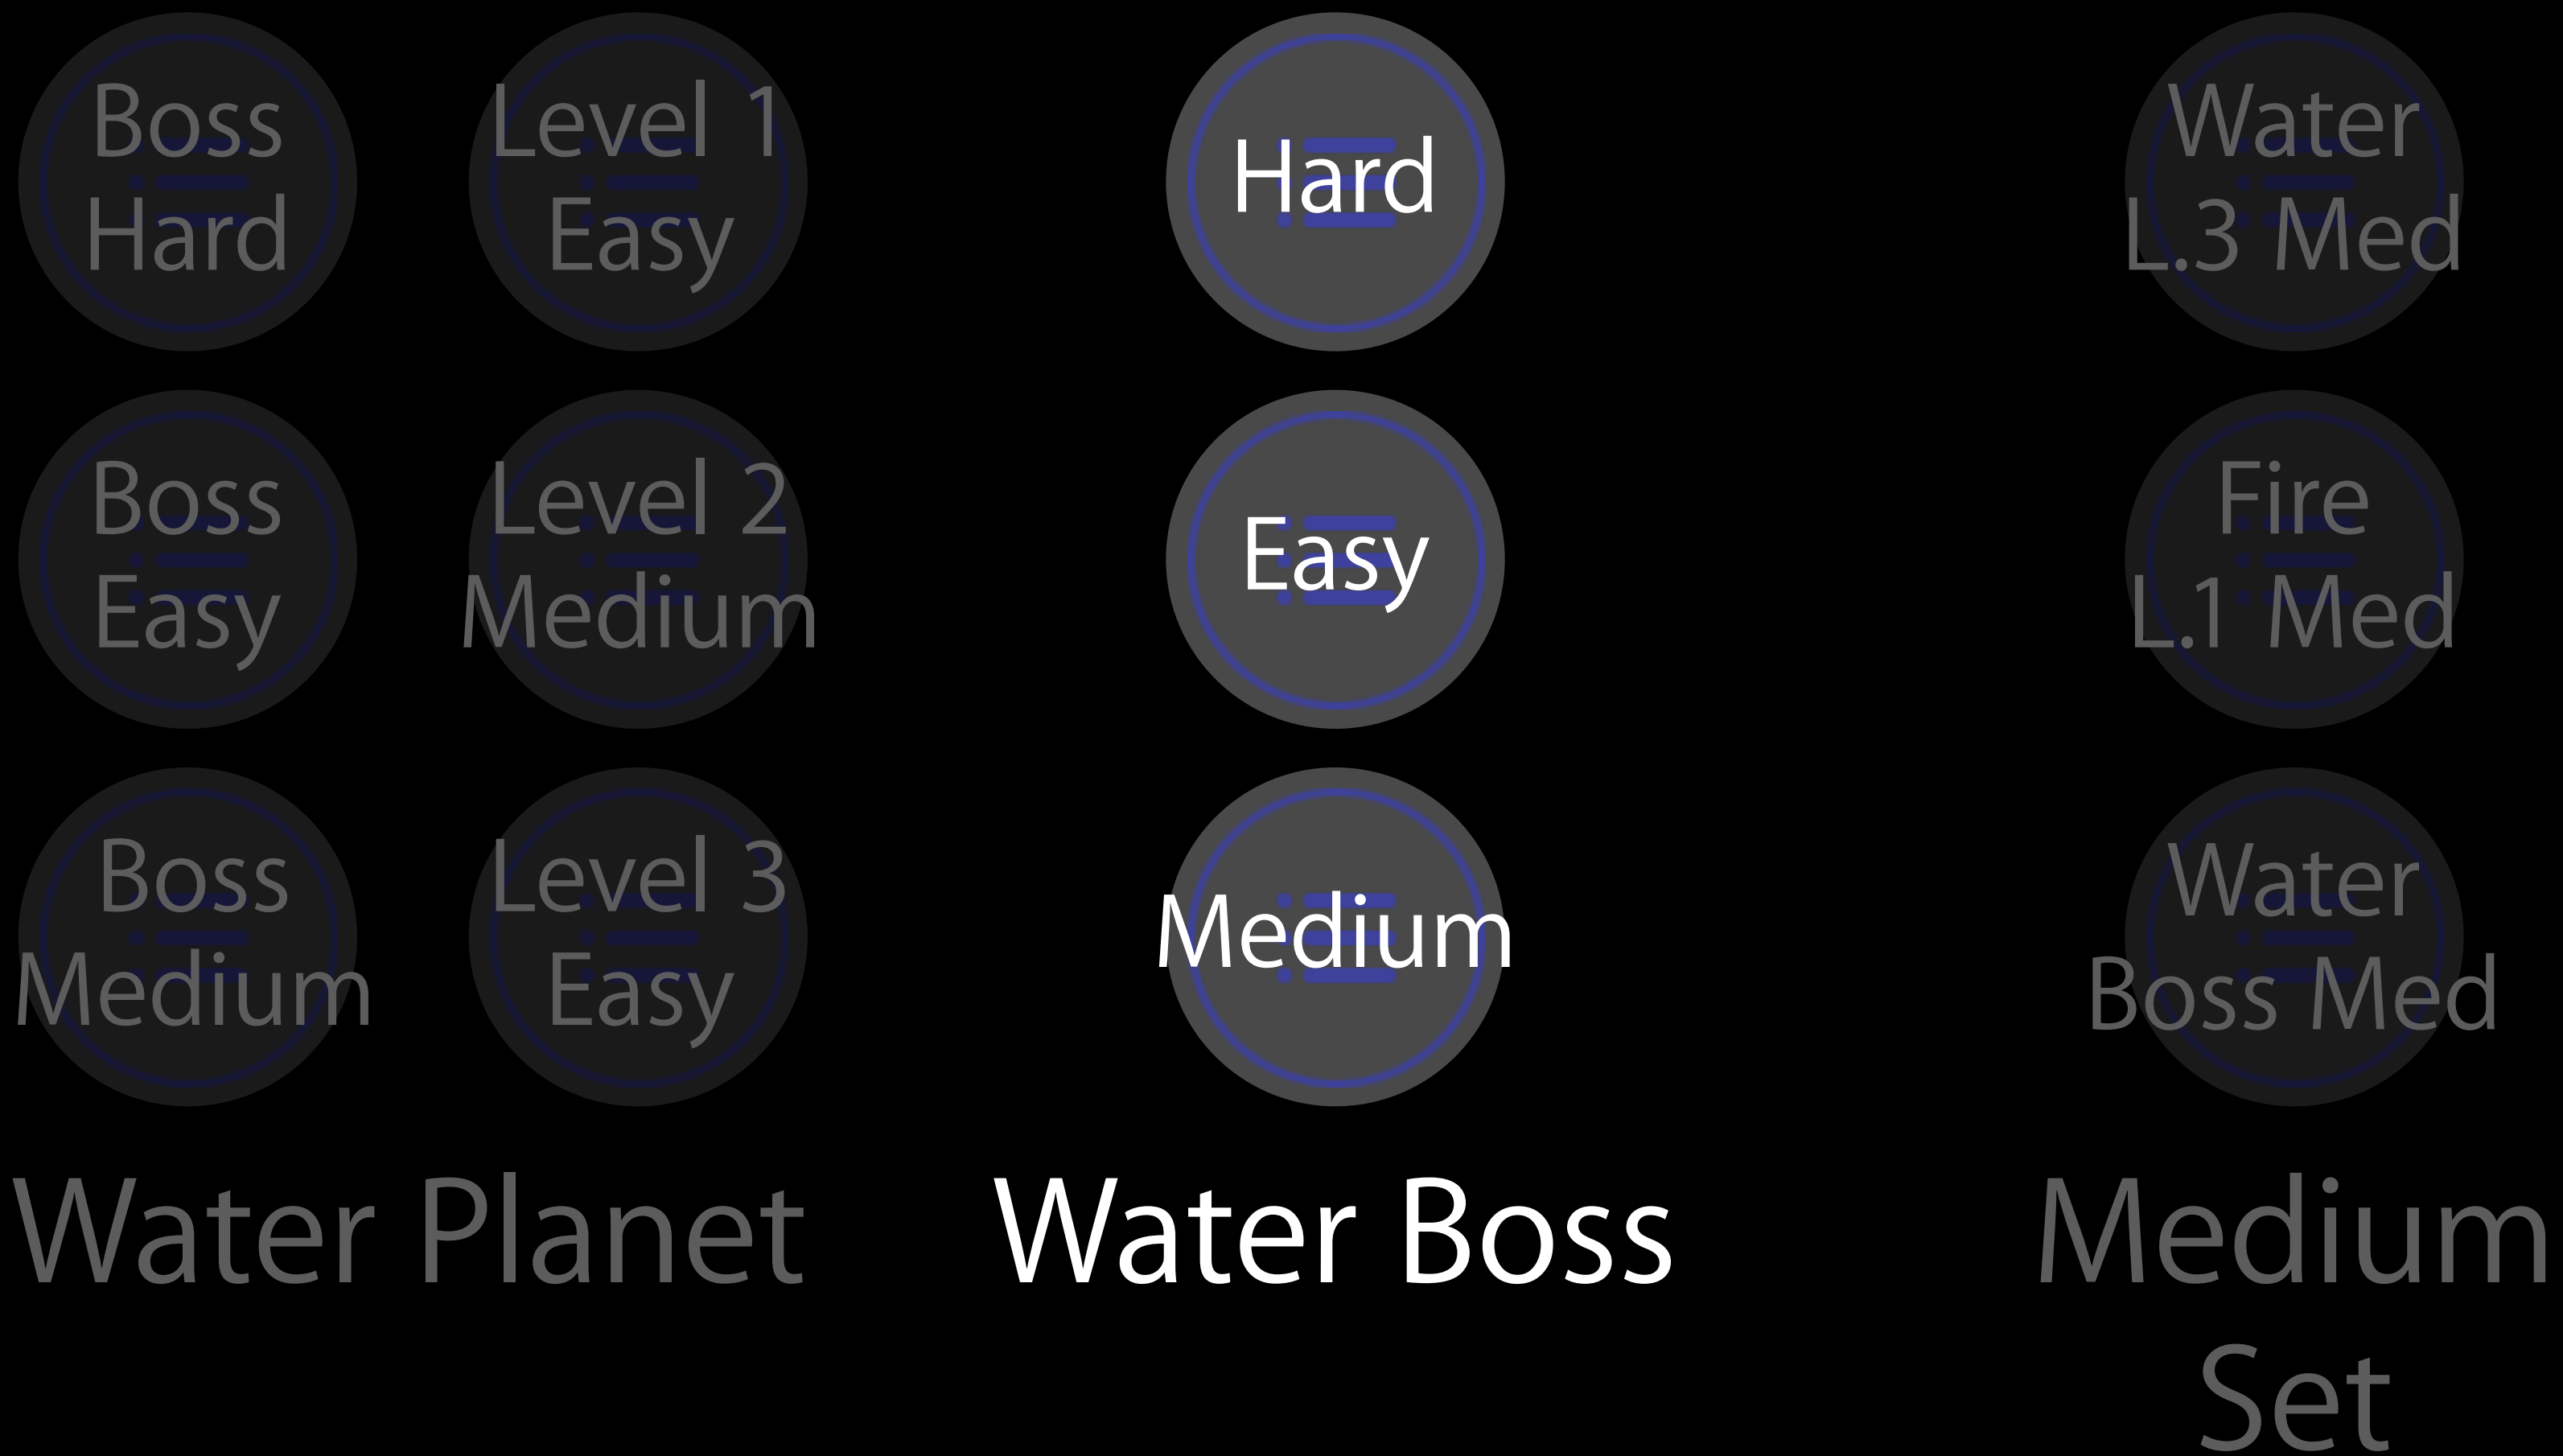 Boss
Hard
Level 1
Easy
Hard
Water
L.3 Med
Boss
Easy
Level 2
Medium
Easy
Fire
L.1 Med
Boss
Medium
Level 3
Easy
Medium
Water
Boss Med
Water Planet
Water Boss
Medium
Set